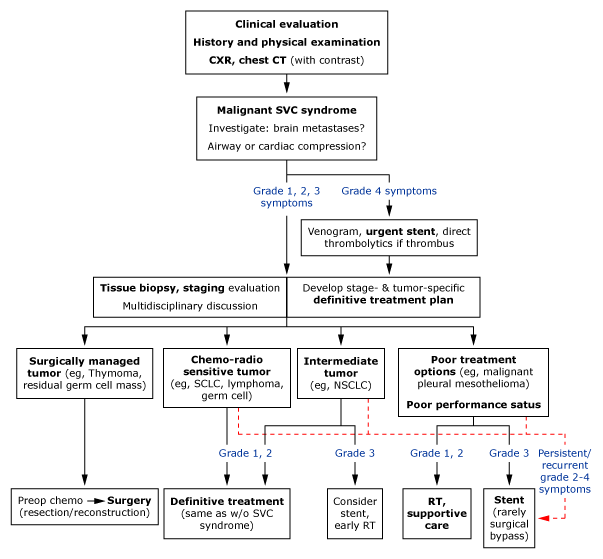 Clinical evaluation
History and physical examination
CXR, chest CT (with contrast)
Malignant SVC syndrome
Investigate: brain metastases?
Airway or cardiac compression?
Grade 1, 2, 3
symptoms
Grade 4 symptoms
Venogram, urgent stent, direct
thrombolytics if thrombus
Tissue biopsy, staging evaluation
Multidisciplinary discussion
Develop stage- & tumor-specific
definitive treatment plan
Surgically managed
tumor (eg, Thymoma,
residual germ cell mass)
Chemo-radio
sensitive tumor
(eg, SCLC, lymphoma,
germ cell)
Intermediate
tumor
(eg, NSCLC)
Poor treatment
options (eg, malignant
pleural mesothelioma)
Poor performance satus
Grade 1, 2
Grade 3
Grade 1, 2
Grade 3
Persistent/
recurrent
grade 2-4
symptoms
Preop chemo Surgery
(resection/reconstruction)
Definitive treatment
(same as w/o SVC
syndrome)
Consider
stent,
early RT
RT,
supportive
care
Stent
(rarely
surgical
bypass)